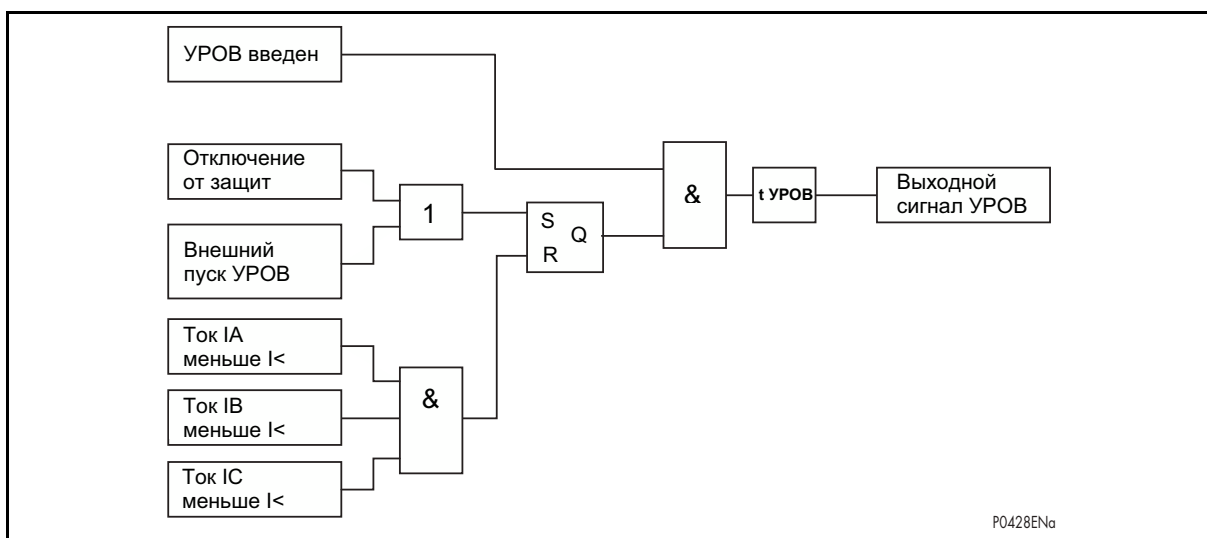 УРОВ введен
Отключение
от защит
1
Внешний
пуск УРОВ
S
Q
R
&
t УРОВ
Выходной
сигнал УРОВ
Ток IA
меньше I<
Ток IB
меньше I<
&
Ток IC
меньше I<
P0428ENa